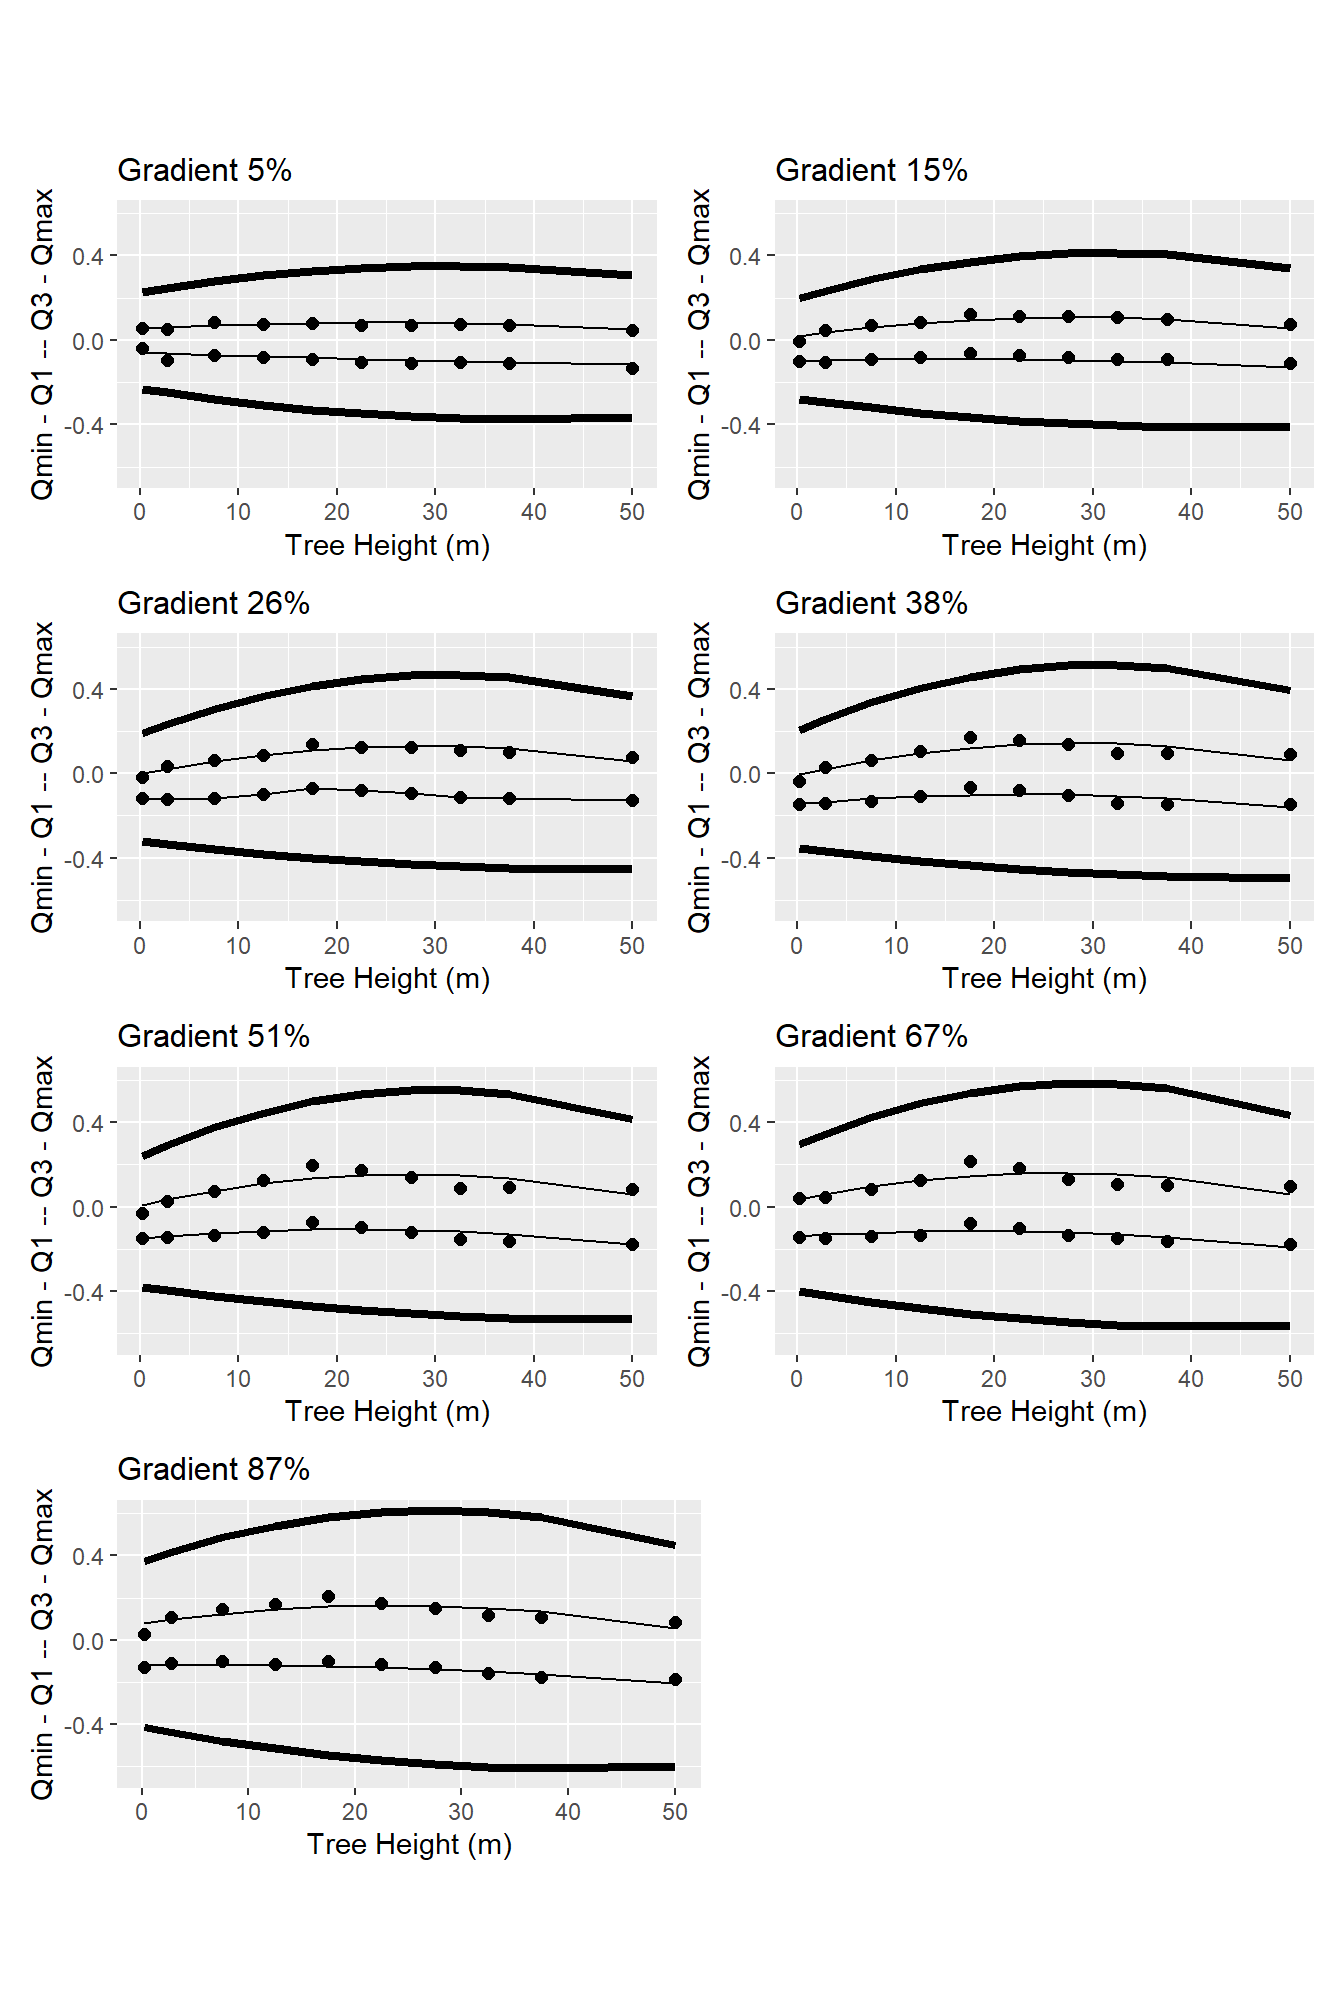 Gradient 5%
Qmin - Q1 -- Q3 - Qmax
0.4
0.0
-0.4
0 10 20 30 40 50
Tree Height (m)
Gradient 15%
Qmin - Q1 -- Q3 - Qmax
0.4
0.0
-0.4
0 10 20 30 40 50
Tree Height (m)
Gradient 26%
Qmin - Q1 -- Q3 - Qmax
0.4
0.0
-0.4
0 10 20 30 40 50
Tree Height (m)
Gradient 38%
Qmin - Q1 -- Q3 - Qmax
0.4
0.0
-0.4
0 10 20 30 40 50
Tree Height (m)
Gradient 51%
Qmin - Q1 -- Q3 - Qmax
0.4
0.0
-0.4
0 10 20 30 40 50
Tree Height (m)
Gradient 67%
Qmin - Q1 -- Q3 - Qmax
0.4
0.0
-0.4
0 10 20 30 40 50
Tree Height (m)
Gradient 87%
Qmin - Q1 -- Q3 - Qmax
0.4
0.0
-0.4
0 10 20 30 40 50
Tree Height (m)